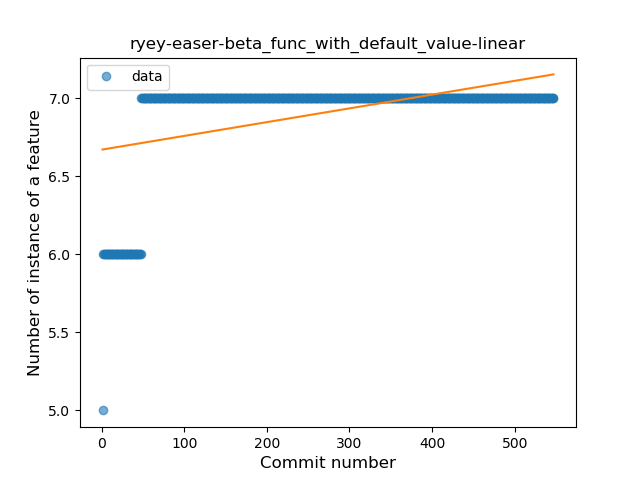 ryey-easer-beta_func_with_default_value-linear
data
Number of instance of a feature
7.0
6.5
6.0
5.5
5.0
0
100
200
300
400
500
Commit number